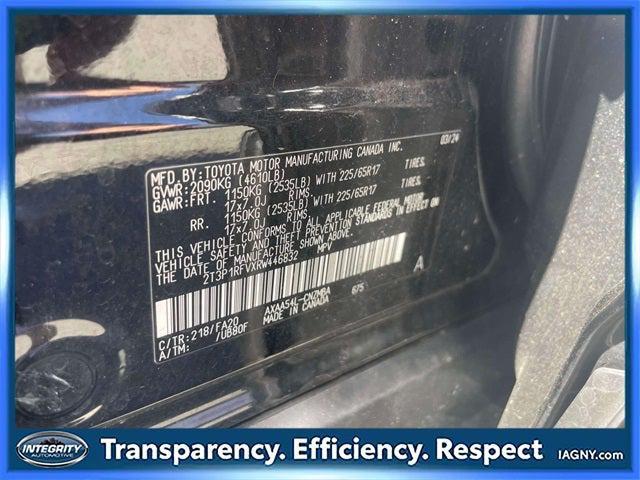 MFD. BY: TOYOTA MOTOR MANUFACTURING CANADA INC. 03/24
GVWR: 2090KG (4610LB)
GAWR: FRT. 1150KG (2535LB) WITH 225/65R17 TIRES,
17x7.0J RIMS,
RR. 1150KG (2535LB) WITH 225/65R17 TIRES,
17x7.0J RIMS,
THIS VEHICLE CONFORMS TO ALL APPLICABLE FEDERAL MOTOR
VEHICLE SAFETY AND THEFT PREVENTION STANDARDS IN EFFECT ON
THE DATE OF MANUFACTURE SHOWN ABOVE.
2T3P1RFVXRW446832 MPV
A
C/TR: 218/FA20 AXAA54L-CNZMBA 675
A/TM: /UB80F MADE IN CANADA
INTEGRITY
AUTOMOTIVE
Transparency. Efficiency. Respect
IAGNY.com